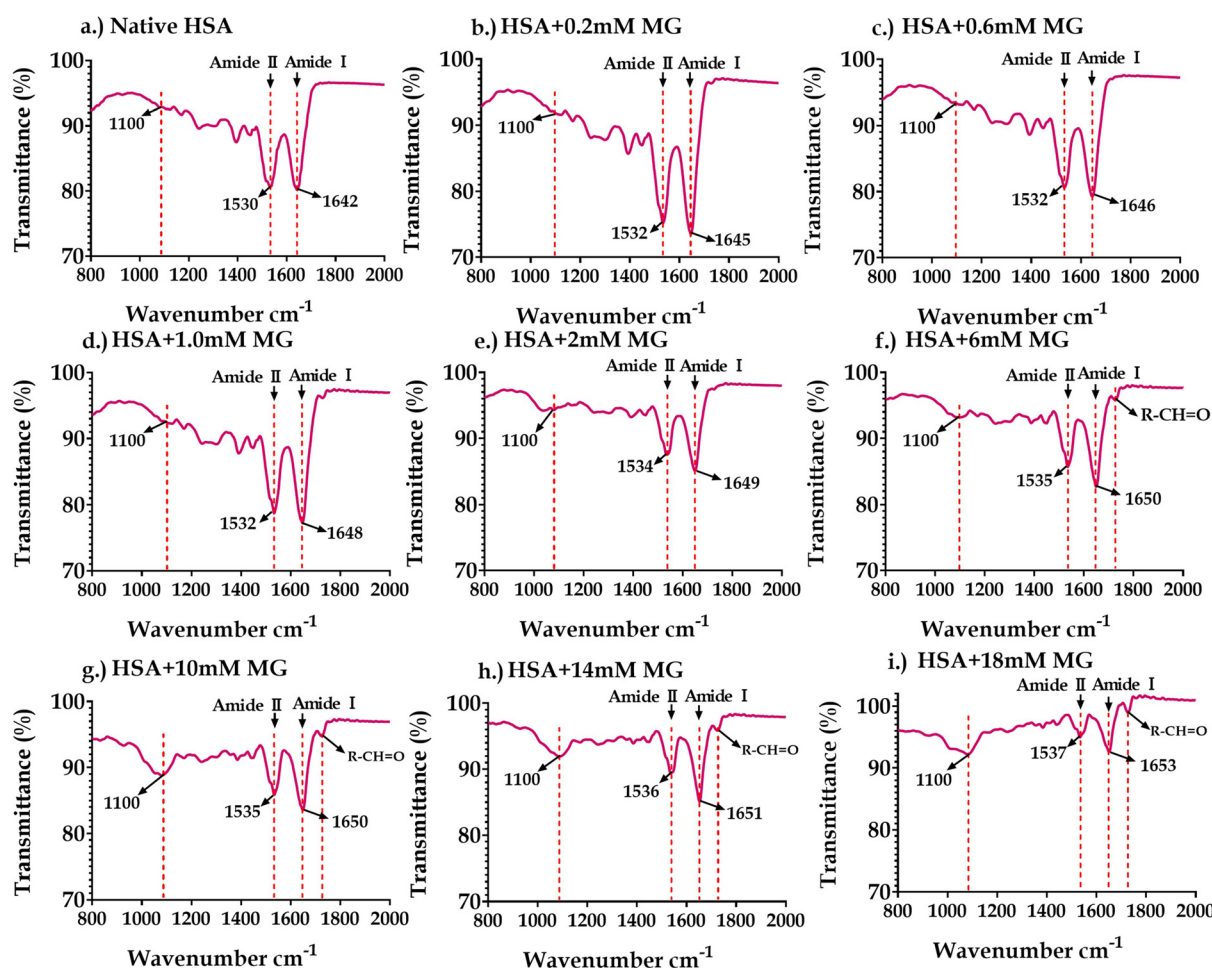 a.) Native HSA
Amide II
Amide I
Transmittance (%)
100
90
80
70
1100
1530
1642
800 1000 1200 1400 1600 1800 2000
Wavenumber cm-1
b.) HSA+0.2mM MG
Amide II
Amide I
Transmittance (%)
100
90
80
70
1100
1532
1645
800 1000 1200 1400 1600 1800 2000
Wavenumber cm-1
c.) HSA+0.6mM MG
Amide II
Amide I
Transmittance (%)
100
90
80
70
1100
1532
1646
800 1000 1200 1400 1600 1800 2000
Wavenumber cm-1
d.) HSA+1.0mM MG
Amide II
Amide I
Transmittance (%)
100
90
80
70
1100
1532
1648
800 1000 1200 1400 1600 1800 2000
Wavenumber cm-1
e.) HSA+2mM MG
Amide II
Amide I
Transmittance (%)
100
90
80
70
1100
1534
1649
800 1000 1200 1400 1600 1800 2000
Wavenumber cm-1
f.) HSA+6mM MG
Amide II
Amide I
Transmittance (%)
100
90
80
70
R-CH=O
1100
1535
1650
800 1000 1200 1400 1600 1800 2000
Wavenumber cm-1
g.) HSA+10mM MG
Amide II
Amide I
Transmittance (%)
100
90
80
70
R-CH=O
1100
1535
1650
800 1000 1200 1400 1600 1800 2000
Wavenumber cm-1
h.) HSA+14mM MG
Amide II
Amide I
Transmittance (%)
100
90
80
70
R-CH=O
1100
1536
1651
800 1000 1200 1400 1600 1800 2000
Wavenumber cm-1
i.) HSA+18mM MG
Amide II
Amide I
Transmittance (%)
100
90
80
70
R-CH=O
1100
1537
1653
800 1000 1200 1400 1600 1800 2000
Wavenumber cm-1